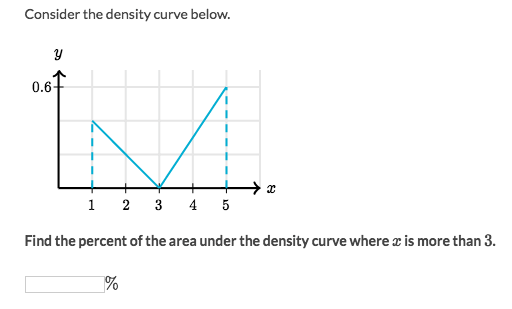 Consider the density curve below.
y
0.6
x
1 2 3 4 5
Find the percent of the area under the density curve where x is more than 3.
%